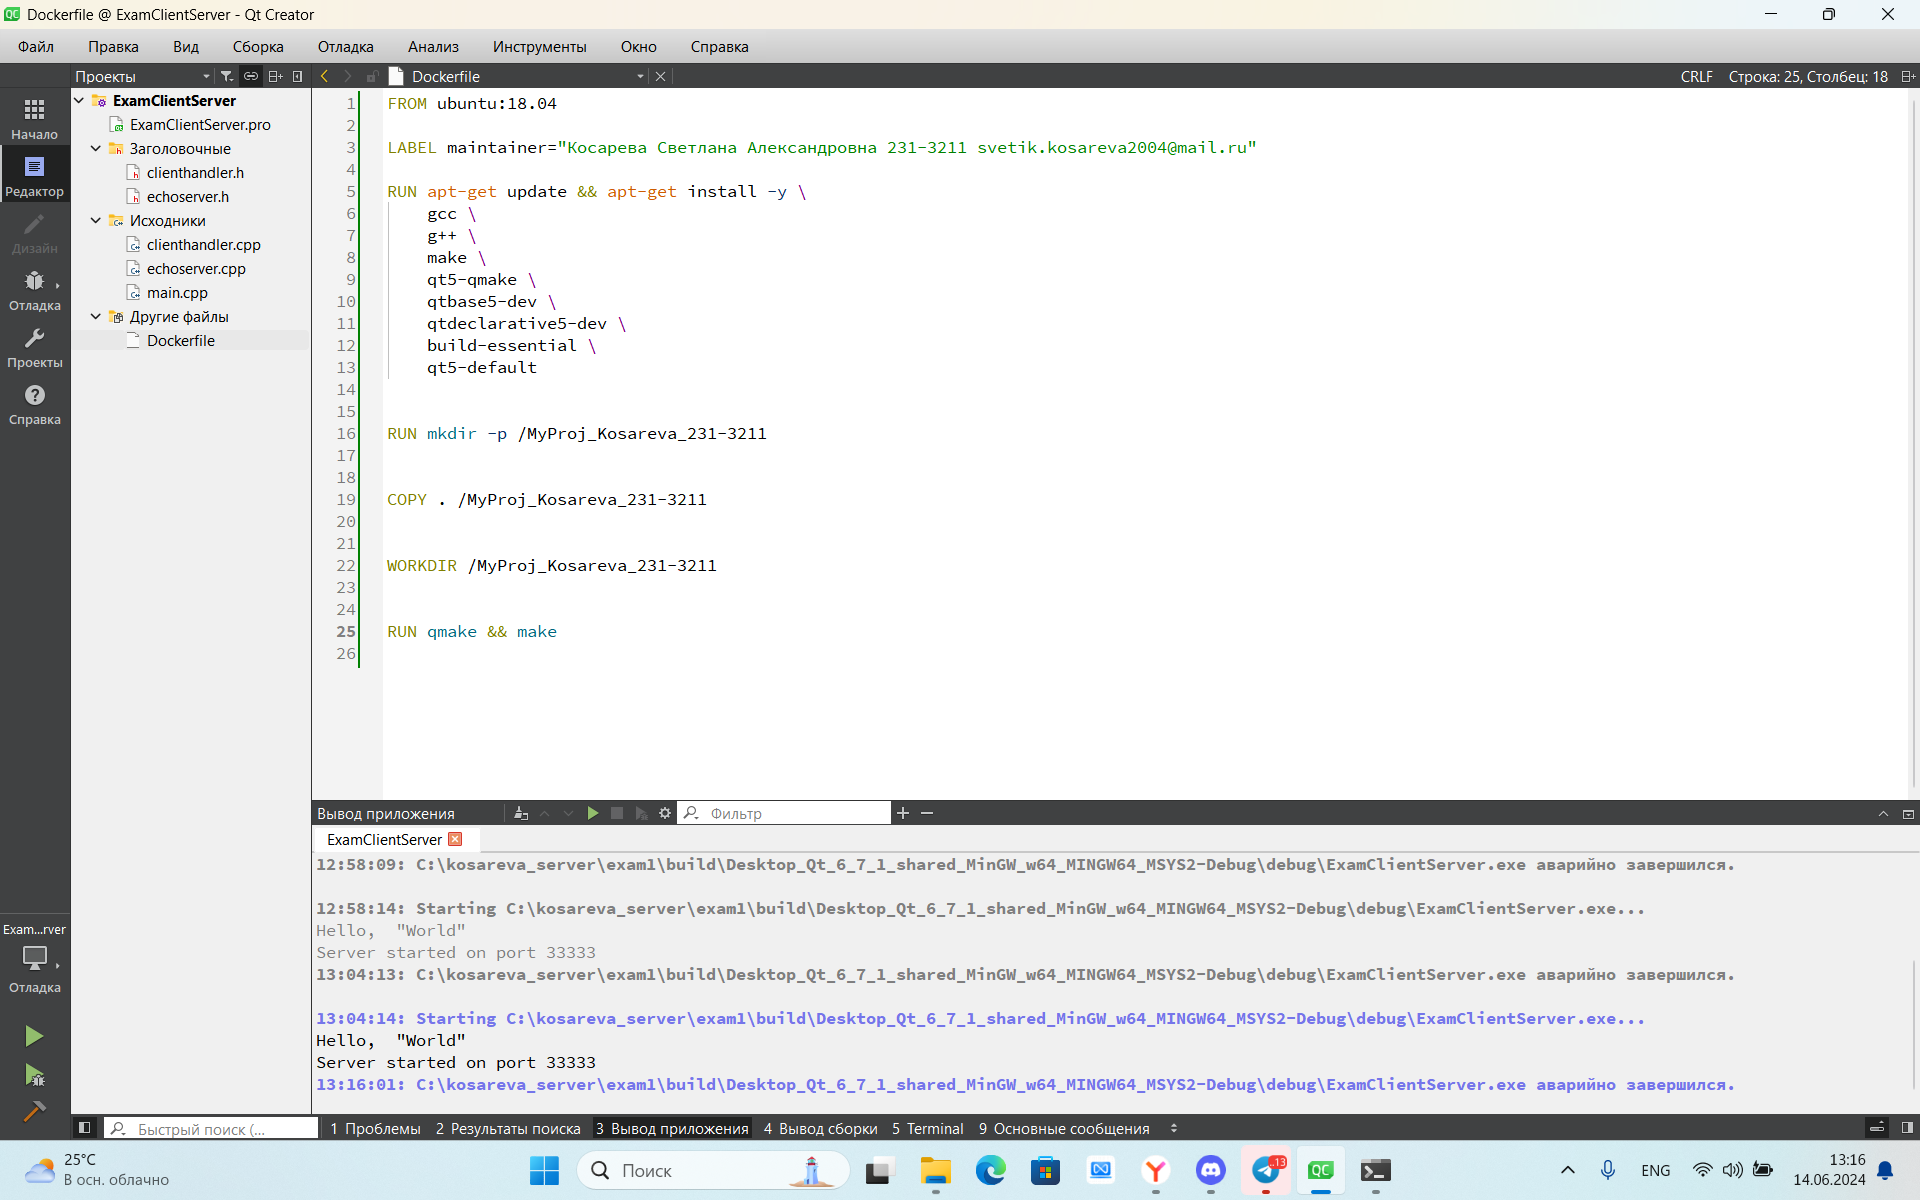 Dockerfile @ ExamClientServer - Qt Creator
Файл Правка Вид Сборка Отладка Анализ Инструменты Окно Справка
Проекты
Dockerfile
CRLF Строка: 25, Столбец: 18
Начало
Редактор
Дизайн
Отладка
Проекты
Справка
ExamClientServer
ExamClientServer.pro
Заголовочные
clienthandler.h
echoserver.h
Исходники
clienthandler.cpp
echoserver.cpp
main.cpp
Другие файлы
Dockerfile
1 FROM ubuntu:18.04
2
3 LABEL maintainer="Косарева Светлана Александровна 231-3211 svetik.kosareva2004@mail.ru"
4
5 RUN apt-get update && apt-get install -y \
6 gcc \
7 g++ \
8 make \
9 qt5-qmake \
10 qtbase5-dev \
11 qtdeclarative5-dev \
12 build-essential \
13 qt5-default
14
15
16 RUN mkdir -p /MyProj_Kosareva_231-3211
17
18
19 COPY . /MyProj_Kosareva_231-3211
20
21
22 WORKDIR /MyProj_Kosareva_231-3211
23
24
25 RUN qmake && make
26
Вывод приложения
Фильтр
ExamClientServer
12:58:09: C:\kosareva_server\exam1\build\Desktop_Qt_6_7_1_shared_MinGW_w64_MINGW64_MSYS2-Debug\debug\ExamClientServer.exe аварийно завершился.
12:58:14: Starting C:\kosareva_server\exam1\build\Desktop_Qt_6_7_1_shared_MinGW_w64_MINGW64_MSYS2-Debug\debug\ExamClientServer.exe...
Hello,  "World"
Server started on port 33333
13:04:13: C:\kosareva_server\exam1\build\Desktop_Qt_6_7_1_shared_MinGW_w64_MINGW64_MSYS2-Debug\debug\ExamClientServer.exe аварийно завершился.
13:04:14: Starting C:\kosareva_server\exam1\build\Desktop_Qt_6_7_1_shared_MinGW_w64_MINGW64_MSYS2-Debug\debug\ExamClientServer.exe...
Hello,  "World"
Server started on port 33333
13:16:01: C:\kosareva_server\exam1\build\Desktop_Qt_6_7_1_shared_MinGW_w64_MINGW64_MSYS2-Debug\debug\ExamClientServer.exe аварийно завершился.
Exam...rver
Отладка
Быстрый поиск (...
1 Проблемы 2 Результаты поиска 3 Вывод приложения 4 Вывод сборки 5 Terminal 9 Основные сообщения
25°C
В осн. облачно
Поиск
..13
QC
ENG
13:16
14.06.2024